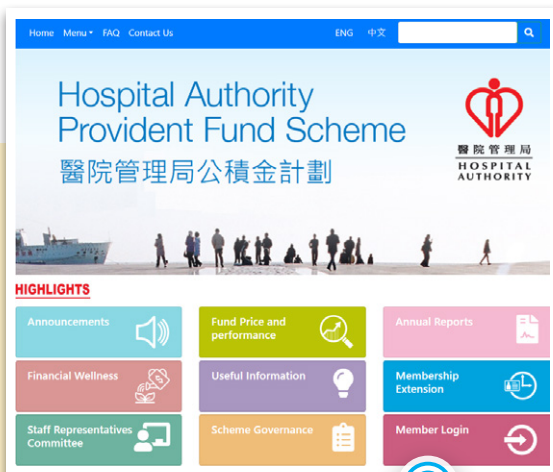 Home Menu FAQ Contact Us ENG 中文
Hospital Authority
Provident Fund Scheme
醫院管理局公積金計劃
醫院管理局
HOSPITAL
AUTHORITY
HIGHLIGHTS
Announcements
Fund Price and
performance
Annual Reports
Financial Wellness
Useful Information
Membership
Extension
Staff Representatives
Committee
Scheme Governance
Member Login